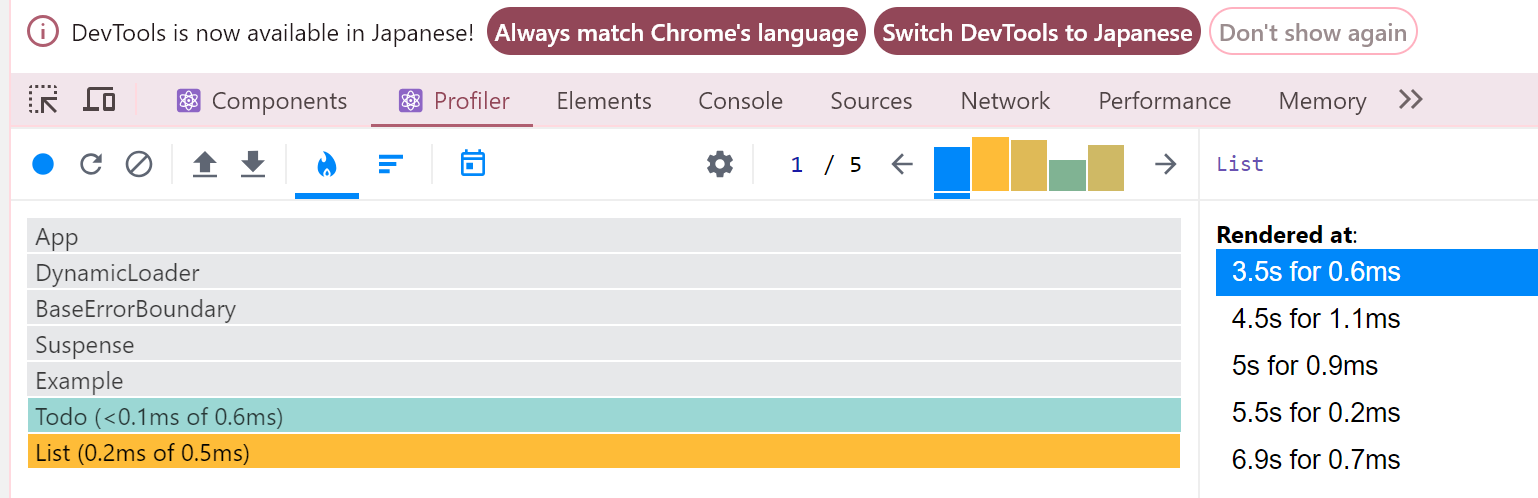 DevTools is now available in Japanese! Always match Chrome's language Switch DevTools to Japanese Don't show again
Components Profiler Elements Console Sources Network Performance Memory
1 / 5
List
App
DynamicLoader
BaseErrorBoundary
Suspense
Example
Todo (<0.1ms of 0.6ms)
List (0.2ms of 0.5ms)
Rendered at:
3.5s for 0.6ms
4.5s for 1.1ms
5s for 0.9ms
5.5s for 0.2ms
6.9s for 0.7ms